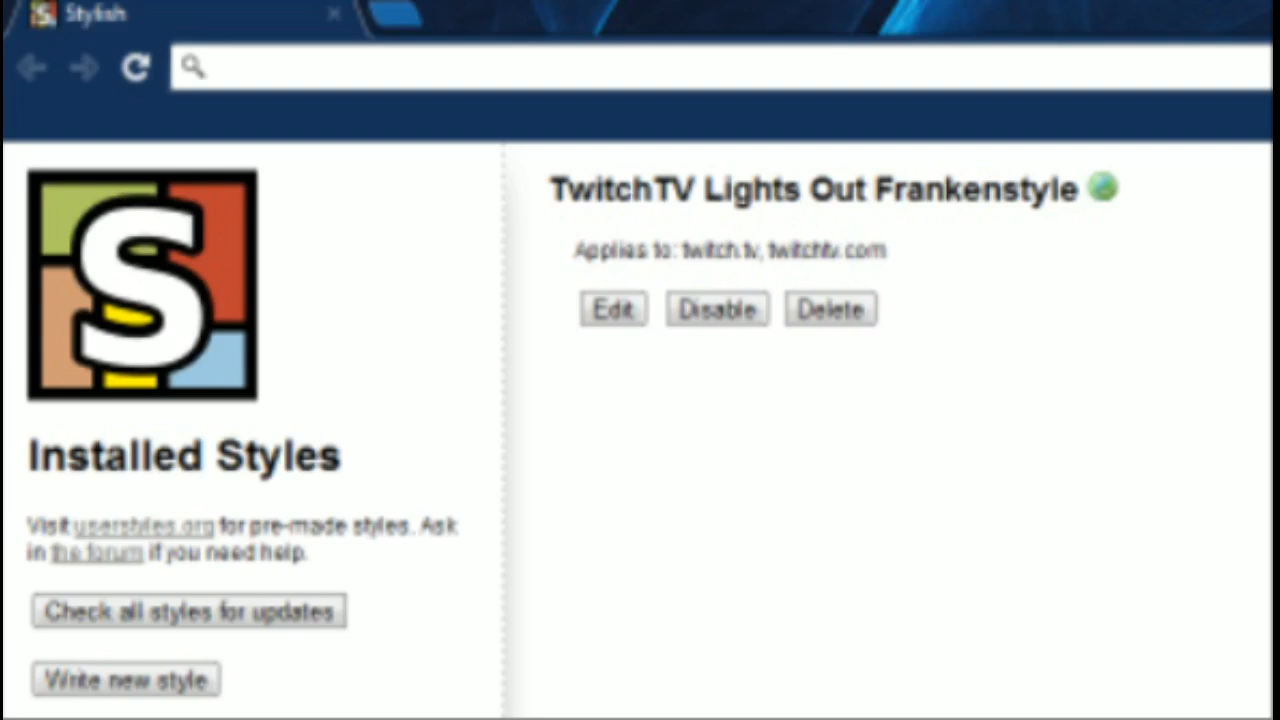 Stylish
TwitchTV Lights Out Frankenstyle
Applies to: twitch.tv, twitchtv.com
Edit Disable Delete
S
Installed Styles
Visit userstyles.org for pre-made styles. Ask
in the forum if you need help.
Check all styles for updates
Write new style